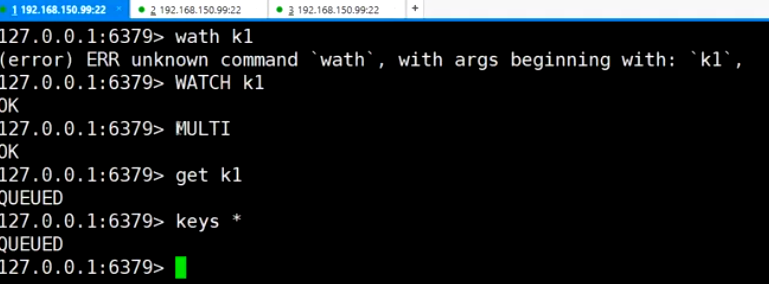 1 192.168.150.99:22 × 2 192.168.150.99:22 3 192.168.150.99:22 +
127.0.0.1:6379> wath k1
(error) ERR unknown command `wath`, with args beginning with: `k1`,
127.0.0.1:6379> WATCH k1
OK
127.0.0.1:6379> MULTI
OK
127.0.0.1:6379> get k1
QUEUED
127.0.0.1:6379> keys *
QUEUED
127.0.0.1:6379>